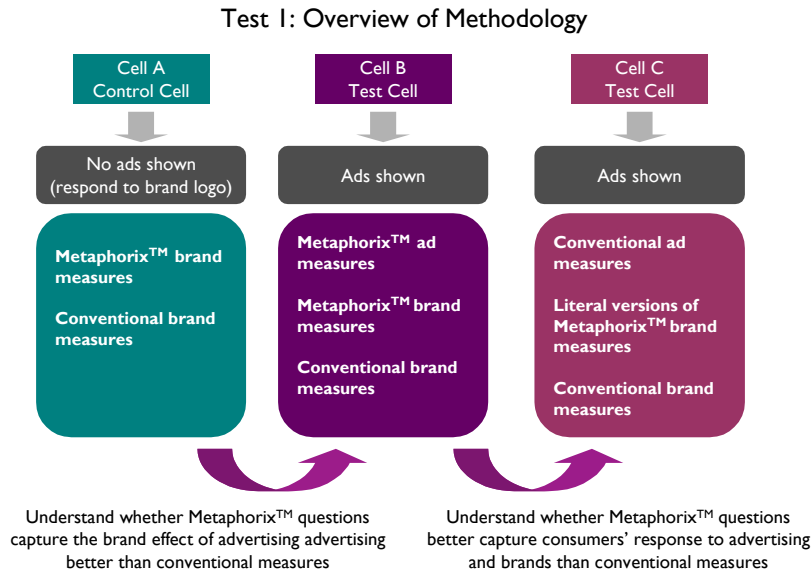 Test 1: Overview of Methodology
Cell A
Control Cell
Cell B
Test Cell
Cell C
Test Cell
No ads shown
(respond to brand logo)
Ads shown
Ads shown
Metaphorix™ brand
measures
Conventional brand
measures
Metaphorix™ ad
measures
Metaphorix™ brand
measures
Conventional brand
measures
Conventional ad
measures
Literal versions of
Metaphorix™ brand
measures
Conventional brand
measures
Understand whether Metaphorix™ questions
capture the brand effect of advertising advertising
better than conventional measures
Understand whether Metaphorix™ questions
better capture consumers’ response to advertising
and brands than conventional measures